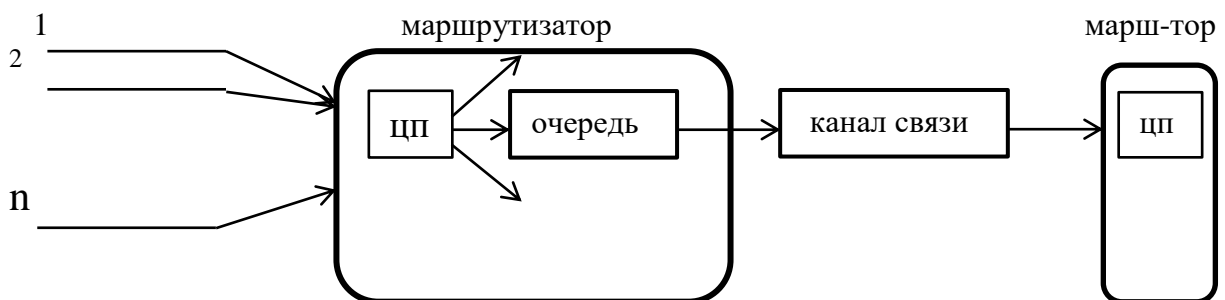 1
маршрутизатор
марш-тор
2
цп
очередь
канал связи
цп
n